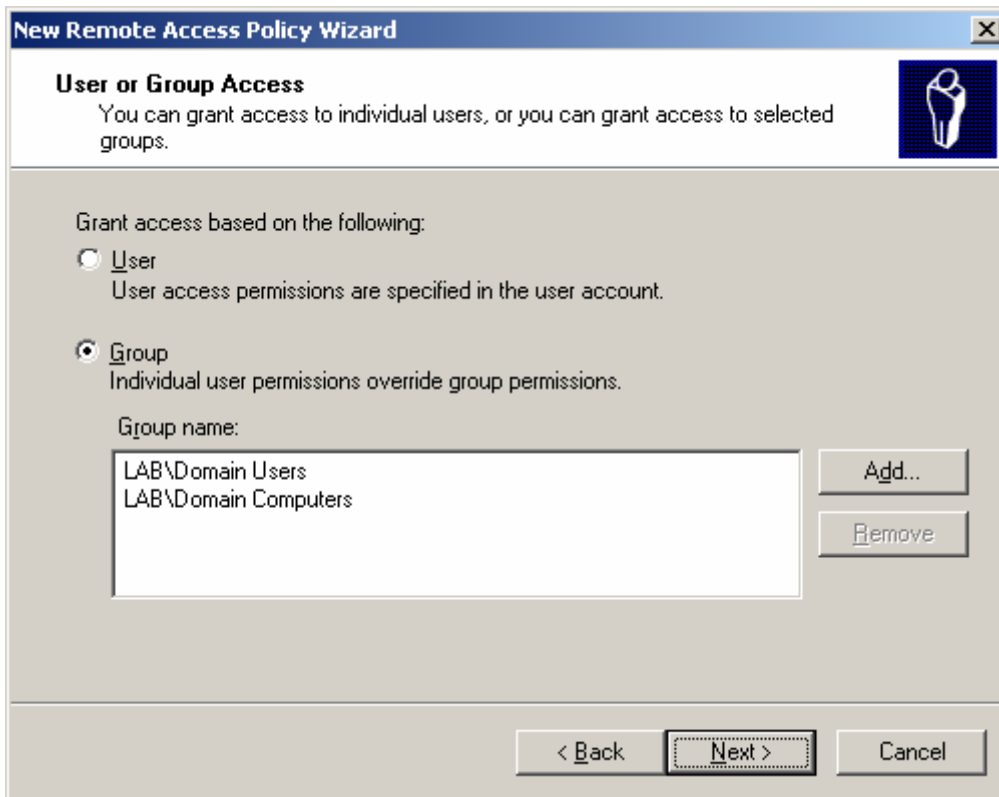 New Remote Access Policy Wizard
User or Group Access
You can grant access to individual users, or you can grant access to selected
groups.
Grant access based on the following:
User
User access permissions are specified in the user account.
Group
Individual user permissions override group permissions.
Group name:
LAB\Domain Users
LAB\Domain Computers
Add...
Remove
< Back
Next >
Cancel